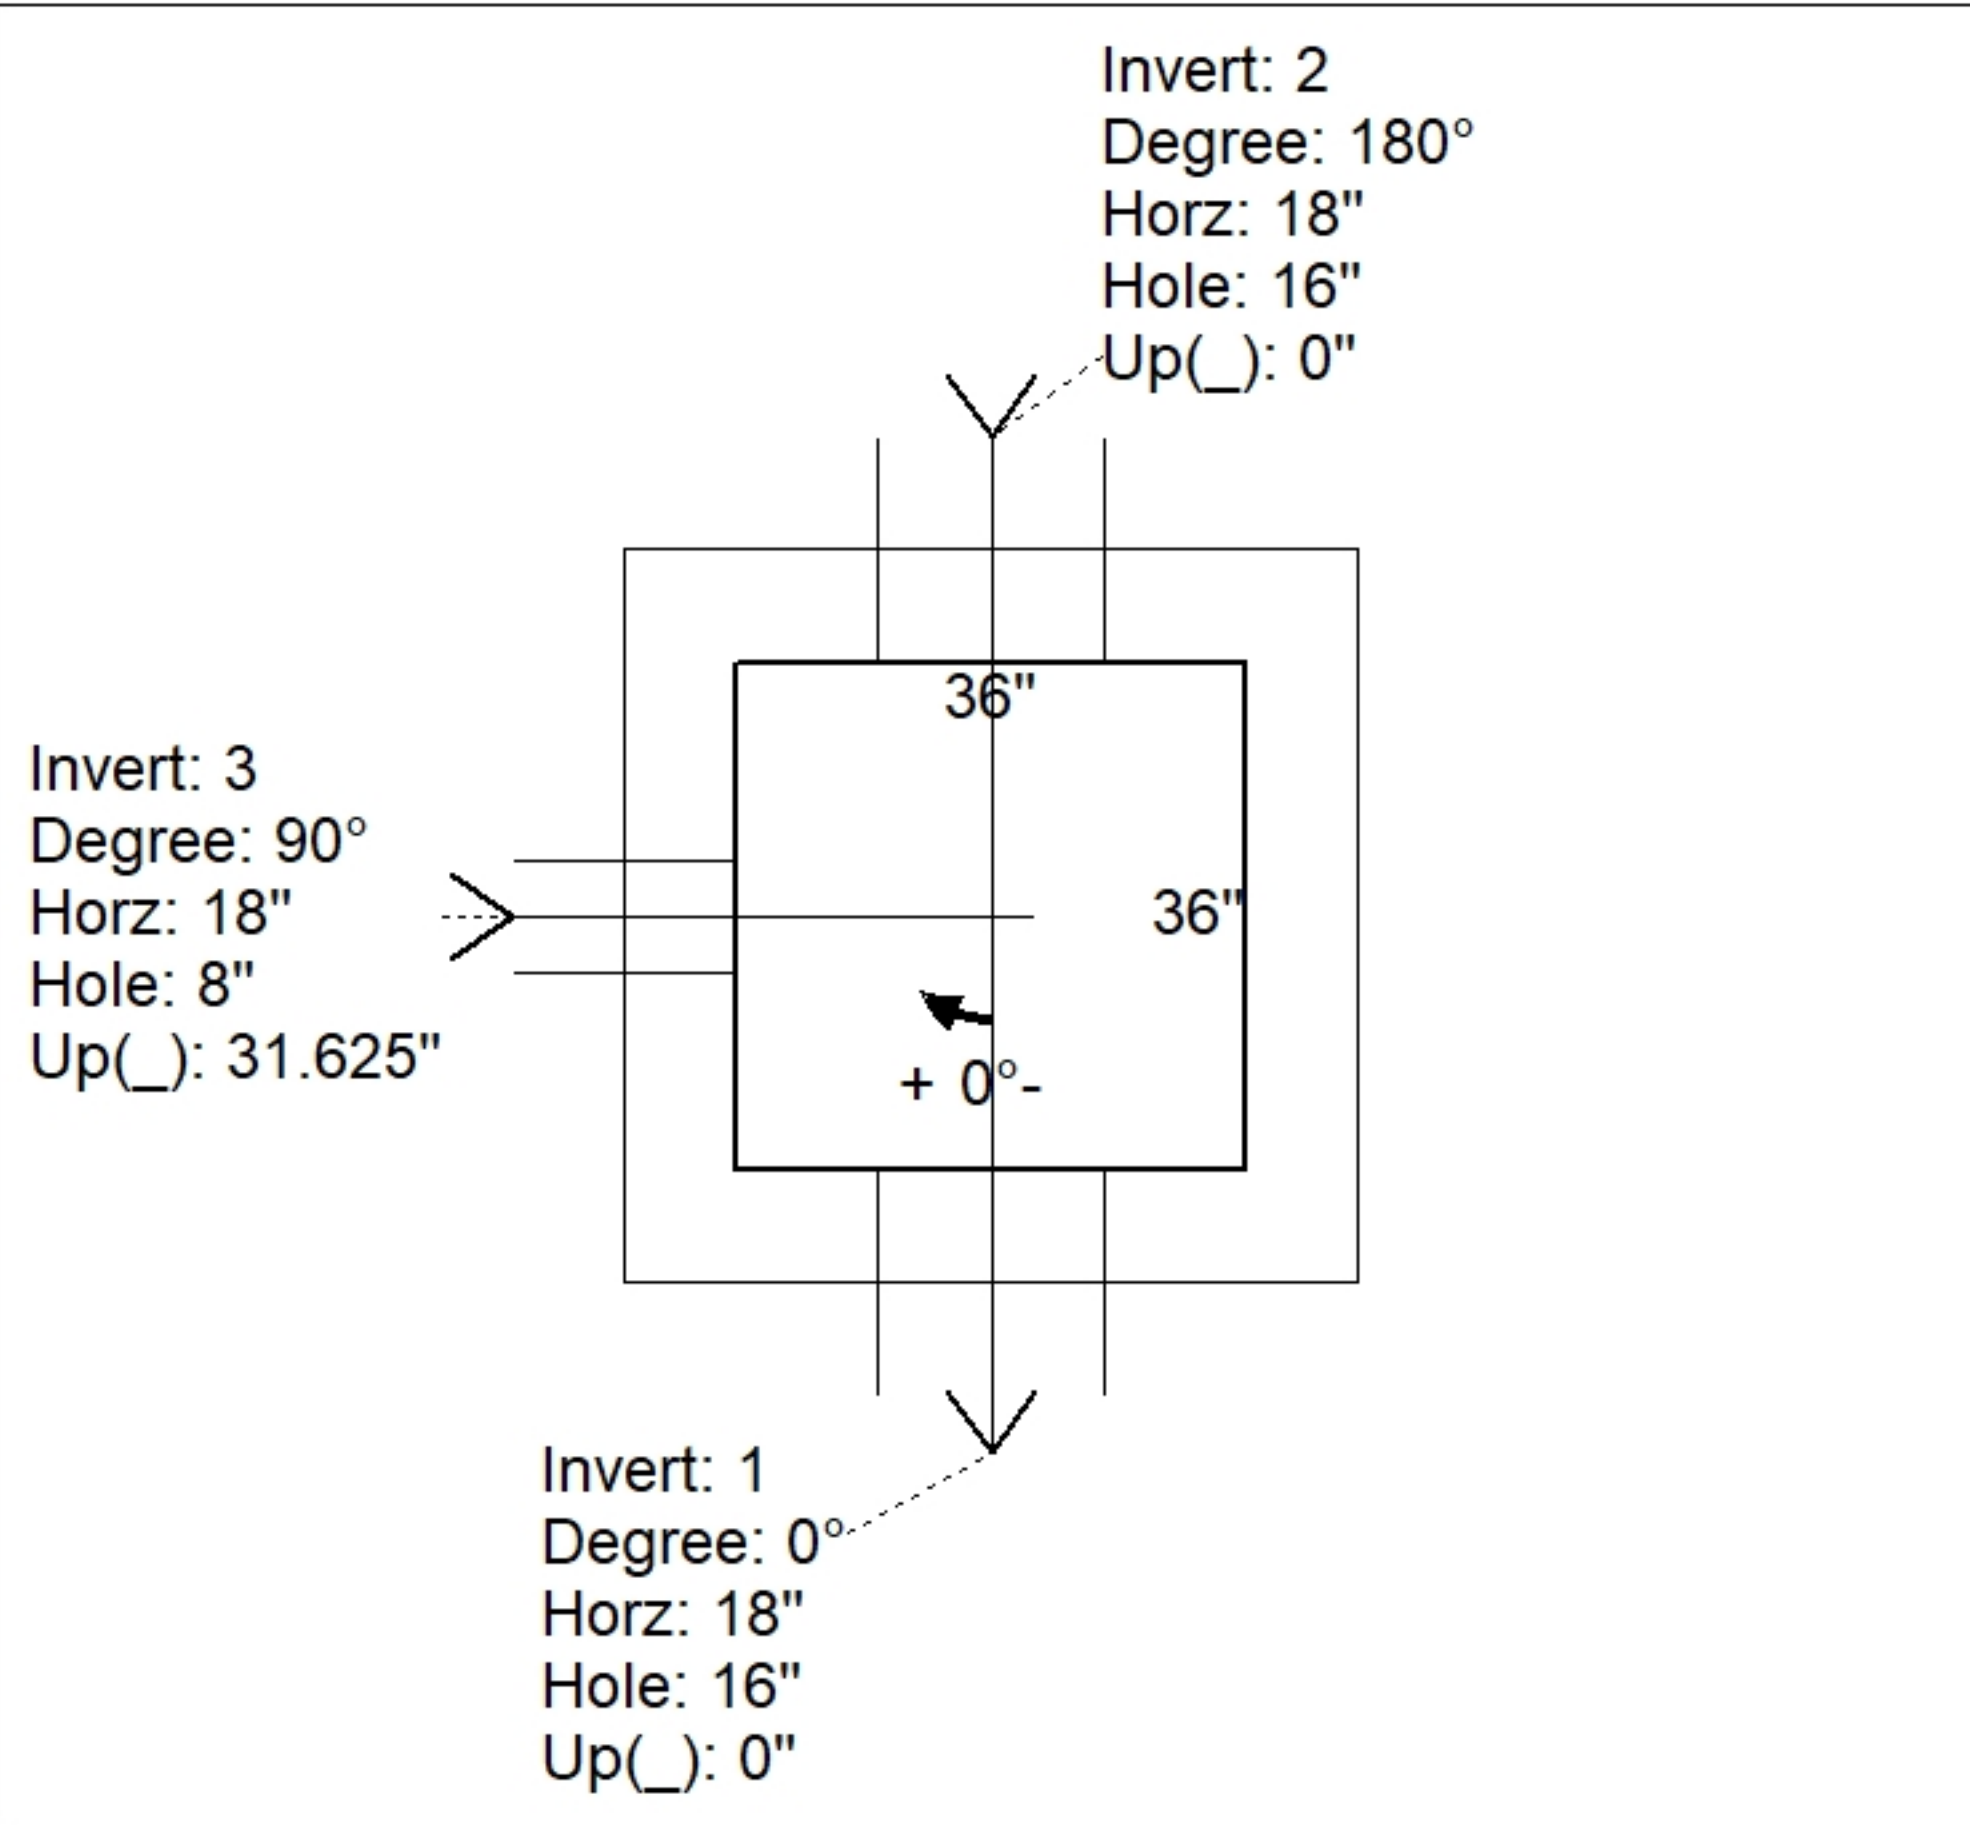 Invert: 2
Degree: 180°
Horz: 18"
Hole: 16"
Up(_): 0"
36"
Invert: 3
Degree: 90°
Horz: 18"
Hole: 8"
Up(_): 31.625"
36"
+ 0°-
Invert: 1
Degree: 0°
Horz: 18"
Hole: 16"
Up(_): 0"